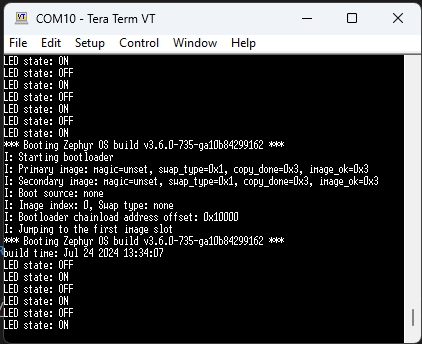 COM10 - Tera Term VT
File Edit Setup Control Window Help
LED state: ON
LED state: OFF
LED state: ON
LED state: OFF
LED state: ON
LED state: OFF
LED state: ON
*** Booting Zephyr OS build v3.6.0-735-ga10b84299162 ***
I: Starting bootloader
I: Primary image: magic=unset, swap_type=0x1, copy_done=0x3, image_ok=0x3
I: Secondary image: magic=unset, swap_type=0x1, copy_done=0x3, image_ok=0x3
I: Boot source: none
I: Image index: 0, Swap type: none
I: Bootloader chainload address offset: 0x10000
I: Jumping to the first image slot
*** Booting Zephyr OS build v3.6.0-735-ga10b84299162 ***
build time: Jul 24 2024 13:34:07
LED state: OFF
LED state: ON
LED state: OFF
LED state: ON
LED state: OFF
LED state: ON